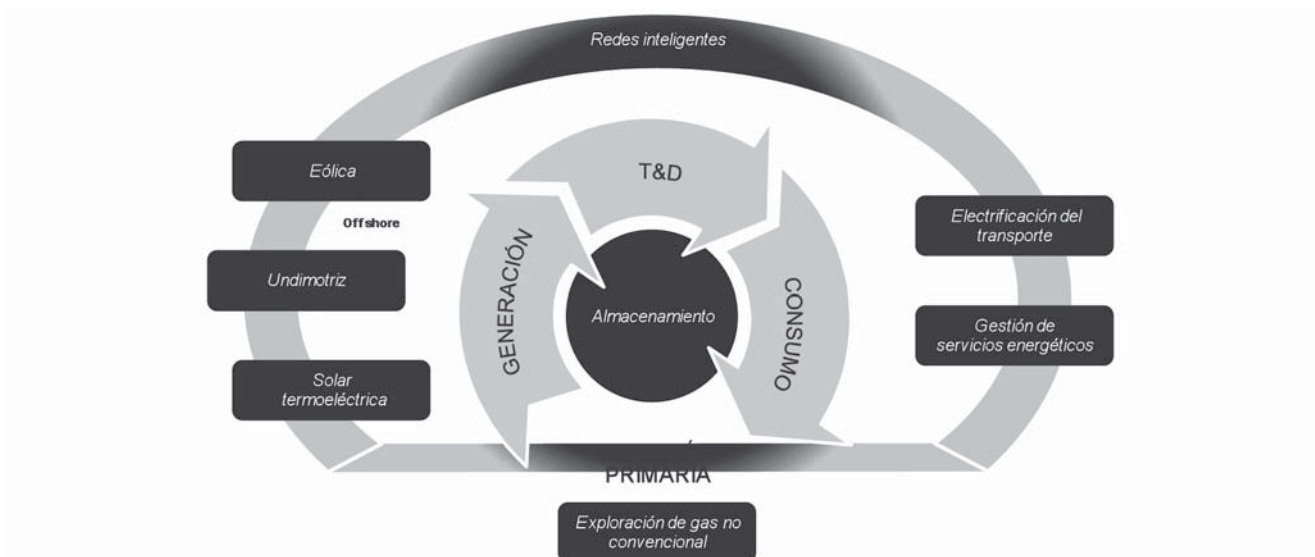 Redes inteligentes
Eólica
Offshore
Undimotriz
Solar
termoeléctrica
GENERACIÓN
T&D
CONSUMO
Almacenamiento
Electrificación del
transporte
Gestión de
servicios energéticos
PRIMARIA
Exploración de gas no
convencional